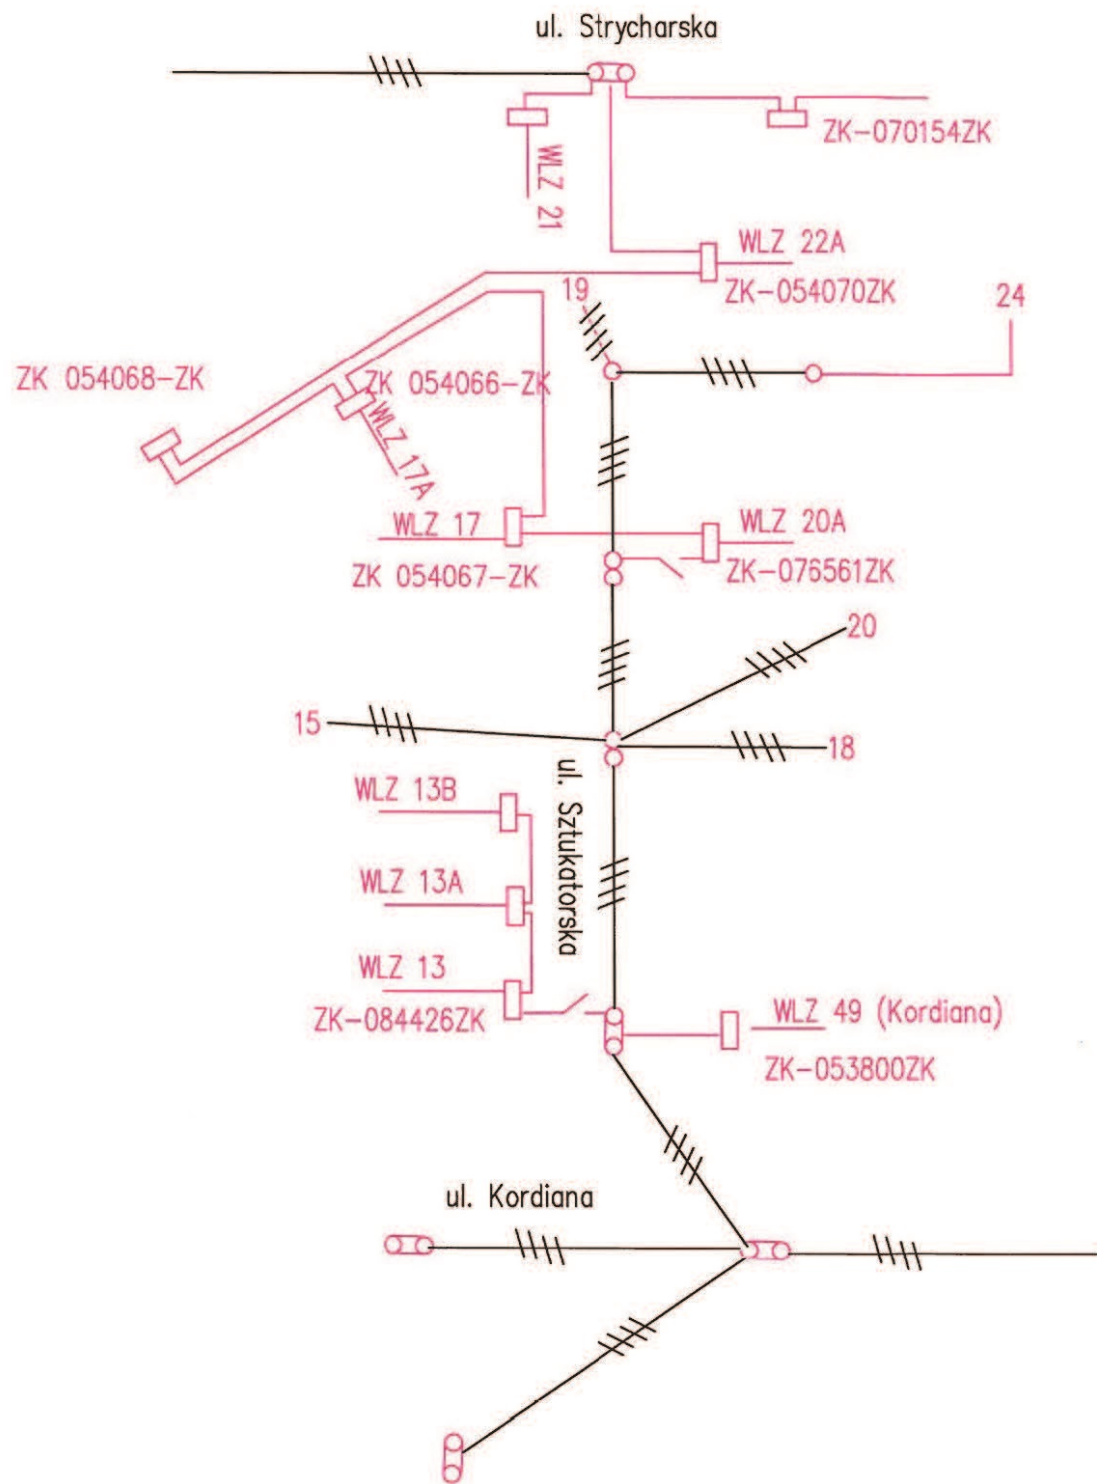 ul. Strycharska
ZK-070154ZK
WLZ 21
WLZ 22A
ZK-054070ZK
19
24
ZK 054068-ZK
ZK 054066-ZK
WLZ 17A
WLZ 17
WLZ 20A
ZK 054067-ZK
ZK-076561ZK
20
15
18
ul. Sztukatorska
WLZ 13B
WLZ 13A
WLZ 13
ZK-084426ZK
WLZ 49 (Kordiana)
ZK-053800ZK
ul. Kordiana